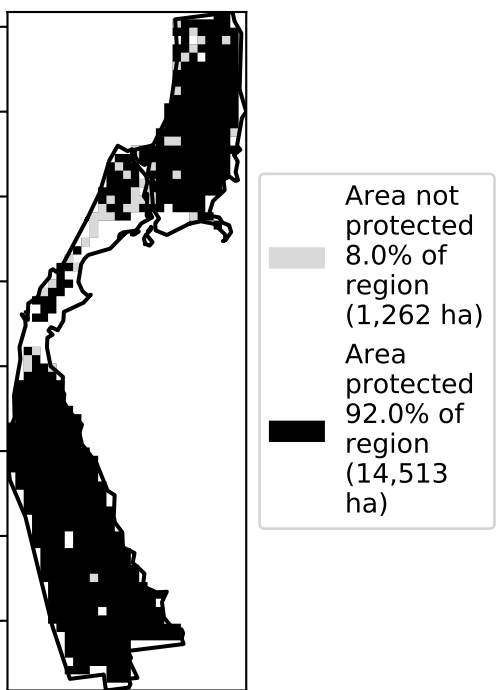 Area not
protected
8.0% of
region
(1,262 ha)
Area
protected
92.0% of
region
(14,513
ha)